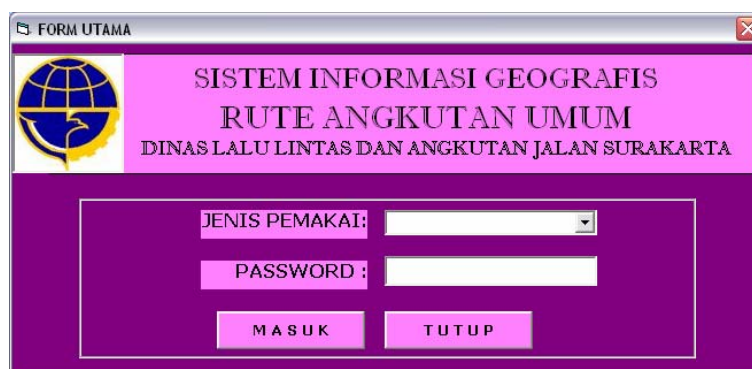 FORM UTAMA
SISTEM INFORMASI GEOGRAFIS
RUTE ANGKUTAN UMUM
DINAS LALU LINTAS DAN ANGKUTAN JALAN SURAKARTA
JENIS PEMAKAI:
PASSWORD :
MASUK TUTUP